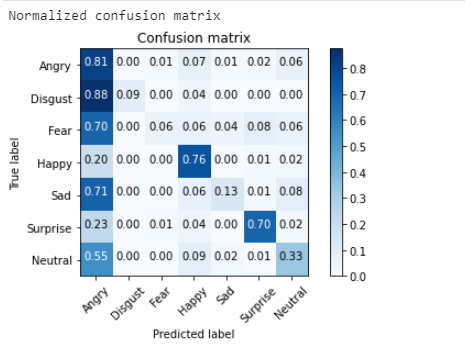 Normalized confusion matrix
Confusion matrix
Angry 0.81 0.00 0.01 0.07 0.01 0.02 0.06
Disgust 0.88 0.09 0.00 0.04 0.00 0.00 0.00
Fear 0.70 0.00 0.06 0.06 0.04 0.08 0.06
Happy 0.20 0.00 0.00 0.76 0.00 0.01 0.02
Sad 0.71 0.00 0.00 0.06 0.13 0.01 0.08
Surprise 0.23 0.00 0.01 0.04 0.00 0.70 0.02
Neutral 0.55 0.00 0.00 0.09 0.02 0.01 0.33
True label
Angry Disgust Fear Happy Sad Surprise Neutral
Predicted label
0.8
0.7
0.6
0.5
0.4
0.3
0.2
0.1
0.0